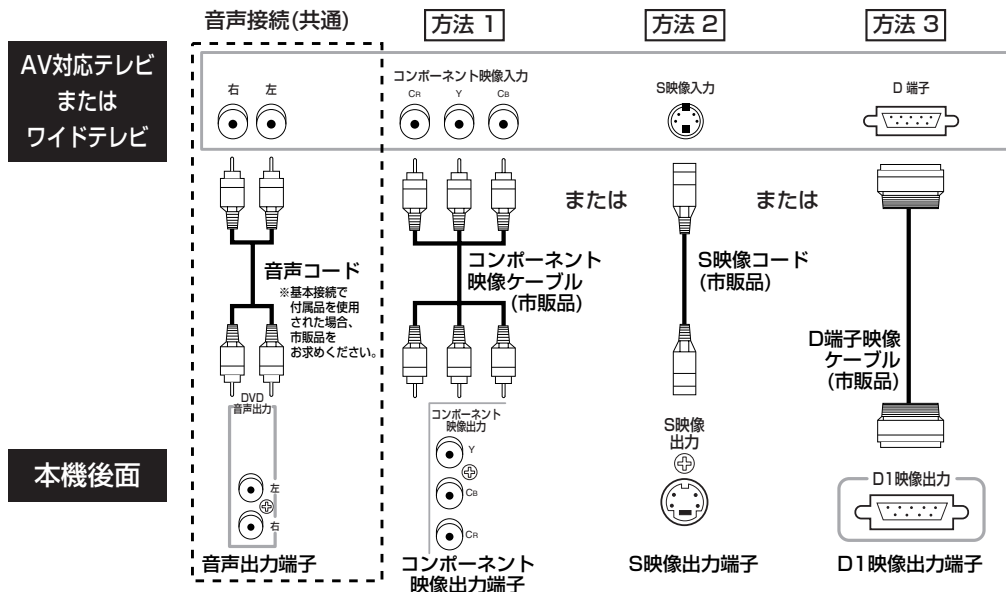 音声接続(共通)
方法 1
方法 2
方法 3
AV対応テレビ
または
ワイドテレビ
右
左
コンポーネント映像入力
CR
Y
CB
S映像入力
D 端子
または
または
音声コード
※基本接続で
付属品を使用
された場合、
市販品を
お求めください。
コンポーネント
映像ケーブル
(市販品)
S映像コード
(市販品)
D端子映像
ケーブル
(市販品)
本機後面
DVD
音声出力
左
右
音声出力端子
コンポーネント
映像出力
Y
CB
CR
コンポーネント
映像出力端子
S映像
出力
S映像出力端子
D1映像出力
D1映像出力端子